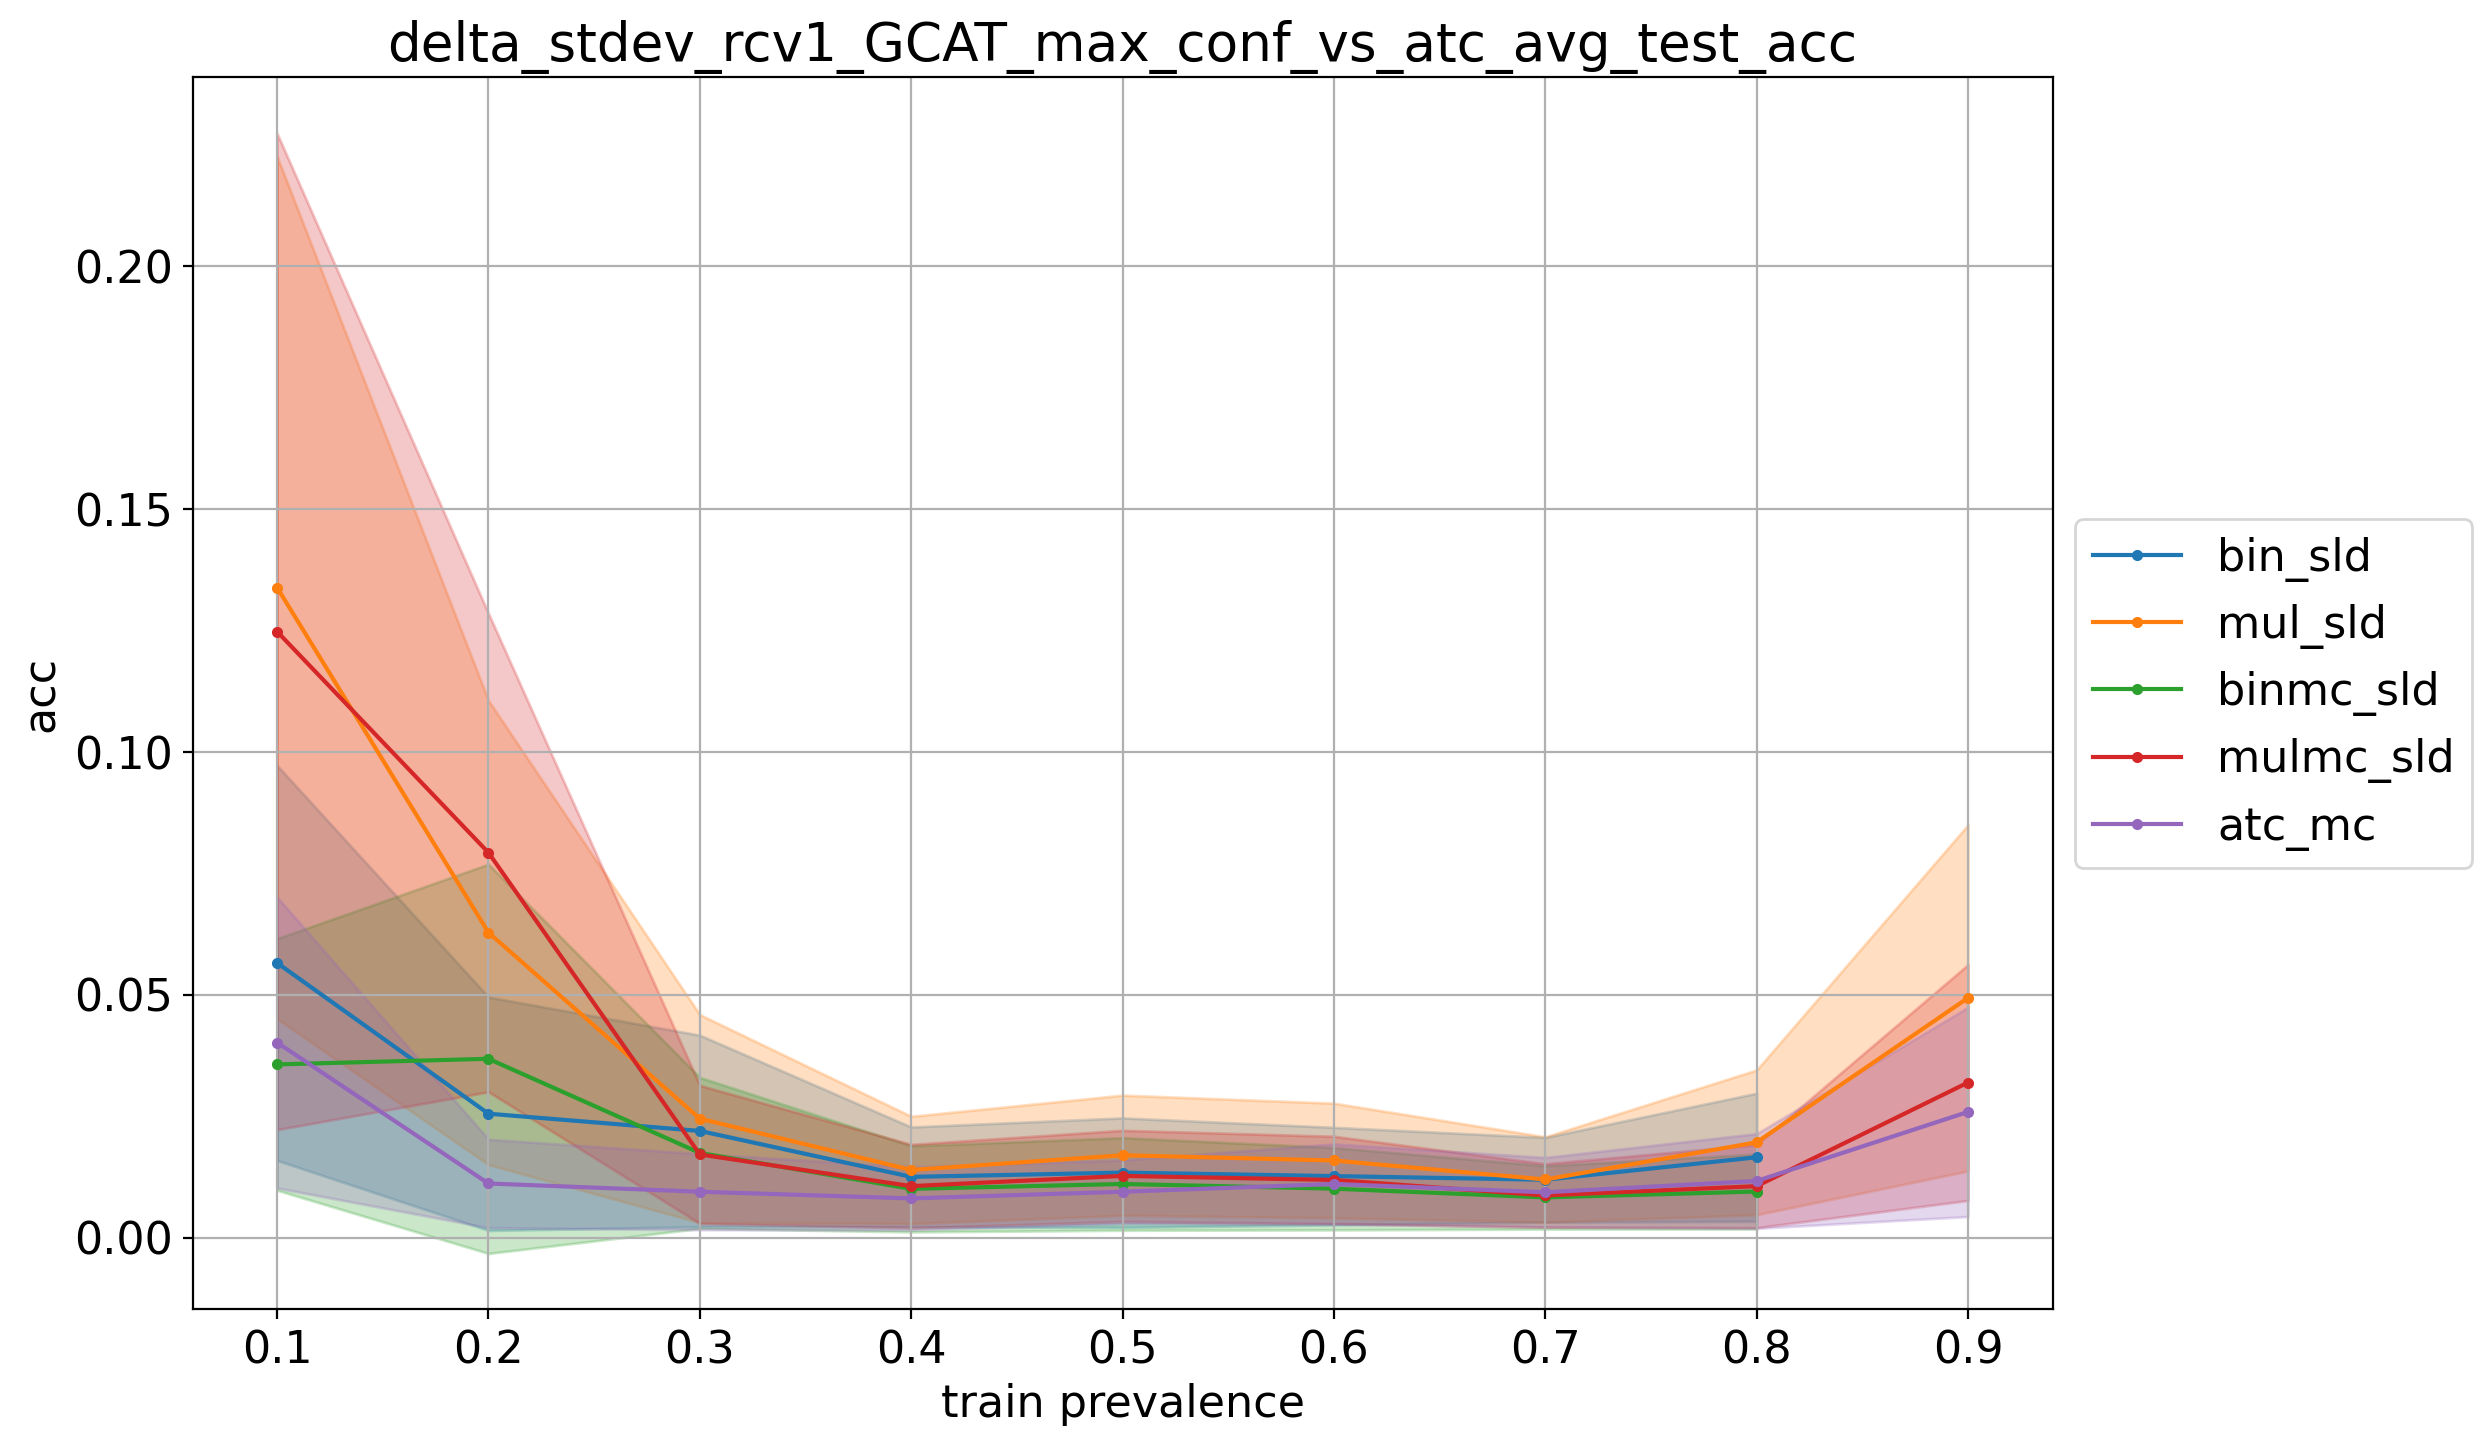 delta_stdev_rcv1_GCAT_max_conf_vs_atc_avg_test_acc
acc
0.20
0.15
0.10
0.05
0.00
0.1 0.2 0.3 0.4 0.5 0.6 0.7 0.8 0.9
train prevalence
bin_sld
mul_sld
binmc_sld
mulmc_sld
atc_mc